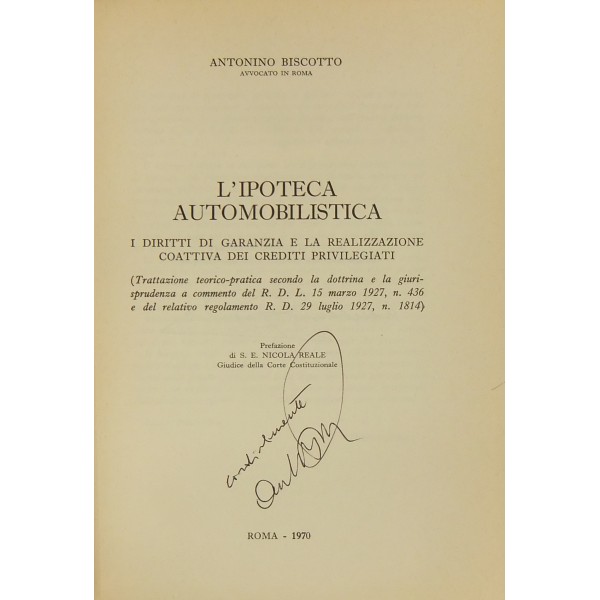 ANTONINO BISCOTTO
AVVOCATO IN ROMA
L'IPOTECA
AUTOMOBILISTICA
I DIRITTI DI GARANZIA E LA REALIZZAZIONE
COATTIVA DEI CREDITI PRIVILEGIATI
(Trattazione teorico-pratica secondo la dottrina e la giuri-
sprudenza a commento del R. D. L. 15 marzo 1927, n. 436
e del relativo regolamento R. D. 29 luglio 1927, n. 1814)
Prefazione
di S. E. NICOLA REALE
Giudice della Corte Costituzionale
cordialmente
ROMA - 1970